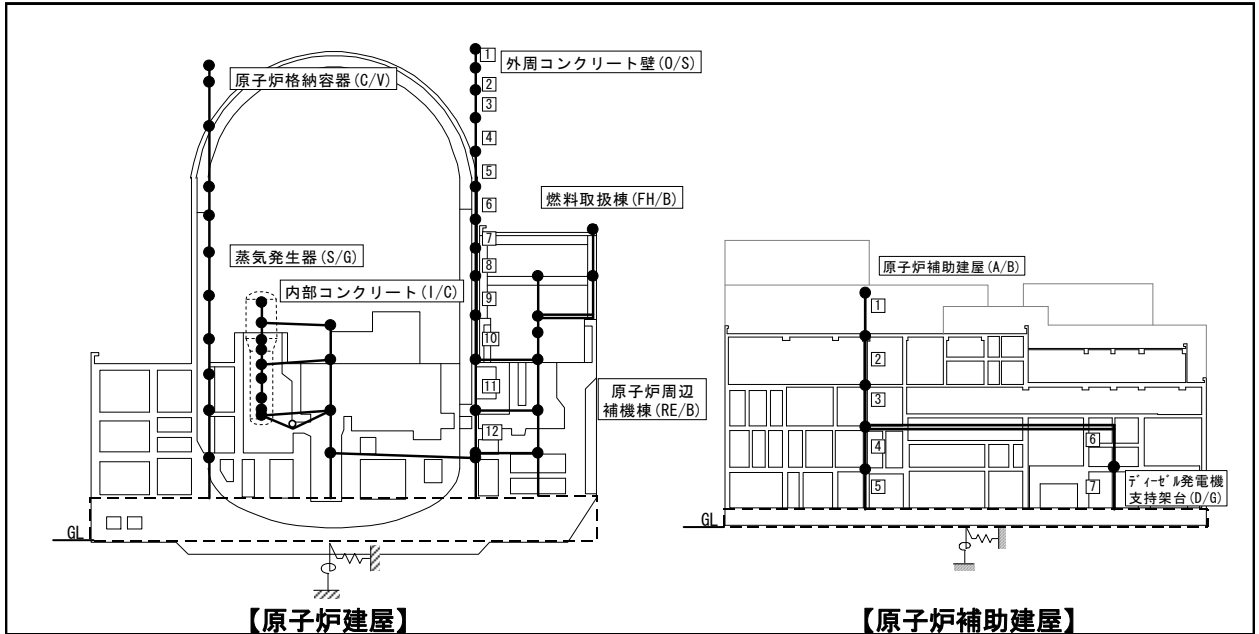 原子炉格納容器(C/V)
1
外周コンクリート壁(O/S)
2
3
4
5
6
燃料取扱棟(FH/B)
7
蒸気発生器(S/G)
8
内部コンクリート(I/C)
9
10
11
原子炉周辺
補機棟(RE/B)
12
GL
【原子炉建屋】
原子炉補助建屋(A/B)
1
2
3
4
6
5
7
ディーゼル発電機
支持架台(D/G)
GL
【原子炉補助建屋】